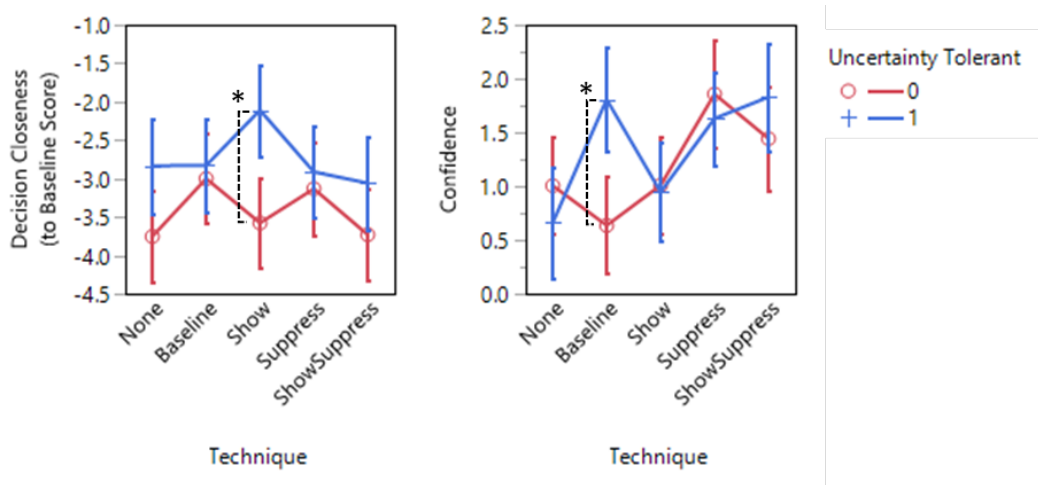 Decision Closeness
(to Baseline Score)
-1.0
-1.5
-2.0
-2.5
-3.0
-3.5
-4.0
-4.5
*
None
Baseline
Show
Suppress
ShowSuppress
Technique
Confidence
2.5
2.0
1.5
1.0
0.5
0.0
*
None
Baseline
Show
Suppress
ShowSuppress
Technique
Uncertainty Tolerant
0
1